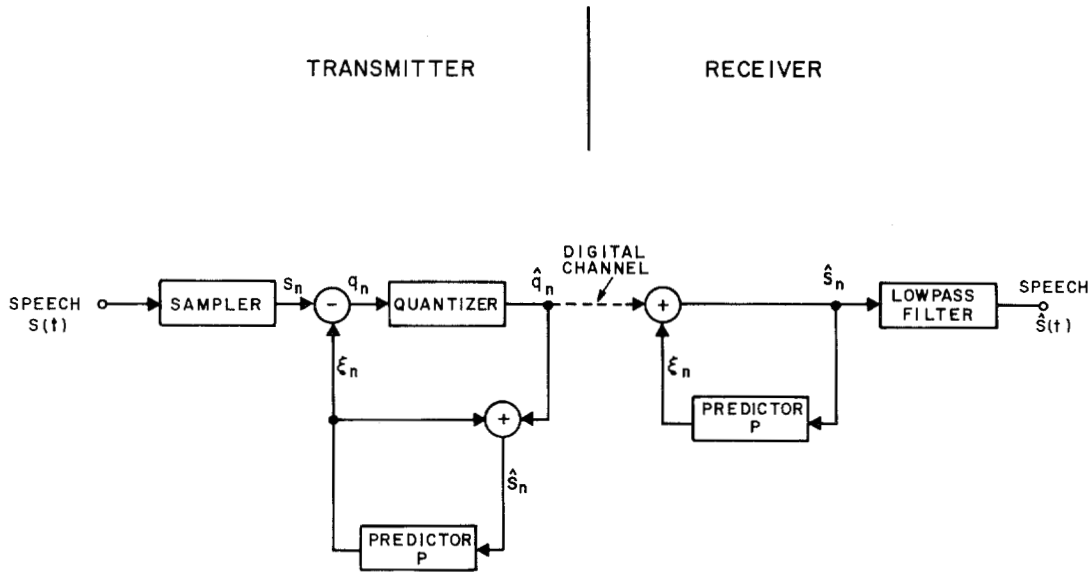 TRANSMITTER
RECEIVER
DIGITAL
CHANNEL
SPEECH
S(t)
SAMPLER
Sn
−
qn
QUANTIZER
q̂n
+
ŝn
LOWPASS
FILTER
SPEECH
Ŝ(t)
ξn
ξn
+
PREDICTOR
P
ŝn
PREDICTOR
P